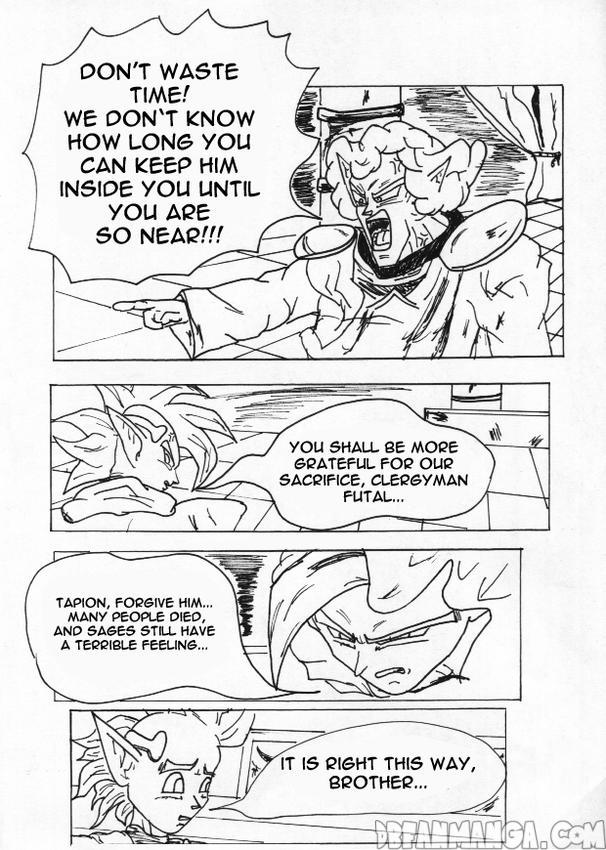 DON'T WASTE
TIME!
WE DON'T KNOW
HOW LONG YOU
CAN KEEP HIM
INSIDE YOU UNTIL
YOU ARE
SO NEAR!!!
YOU SHALL BE MORE
GRATEFUL FOR OUR
SACRIFICE, CLERGYMAN
FUTAL...
TAPION, FORGIVE HIM...
MANY PEOPLE DIED,
AND SAGES STILL HAVE
A TERRIBLE FEELING...
IT IS RIGHT THIS WAY,
BROTHER...
DBFANMANGA.COM